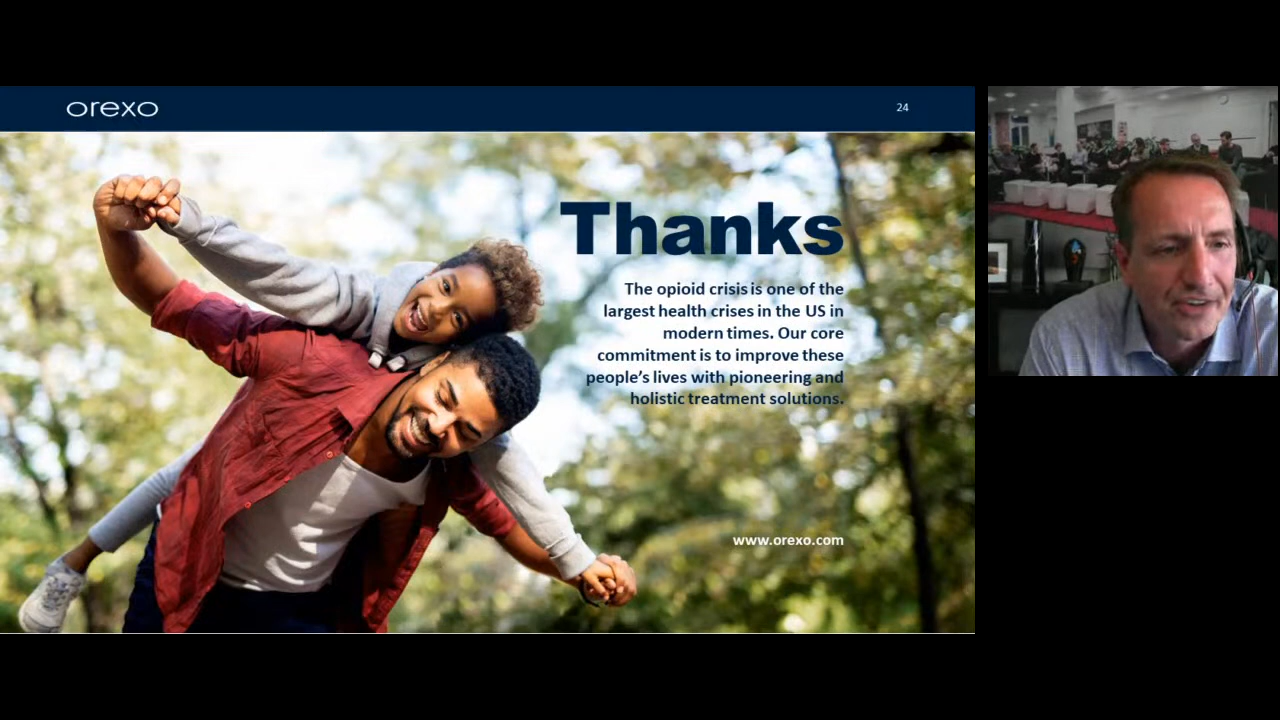 orexo
24
Thanks
The opioid crisis is one of the
largest health crises in the US in
modern times. Our core
commitment is to improve these
people’s lives with pioneering and
holistic treatment solutions.
www.orexo.com